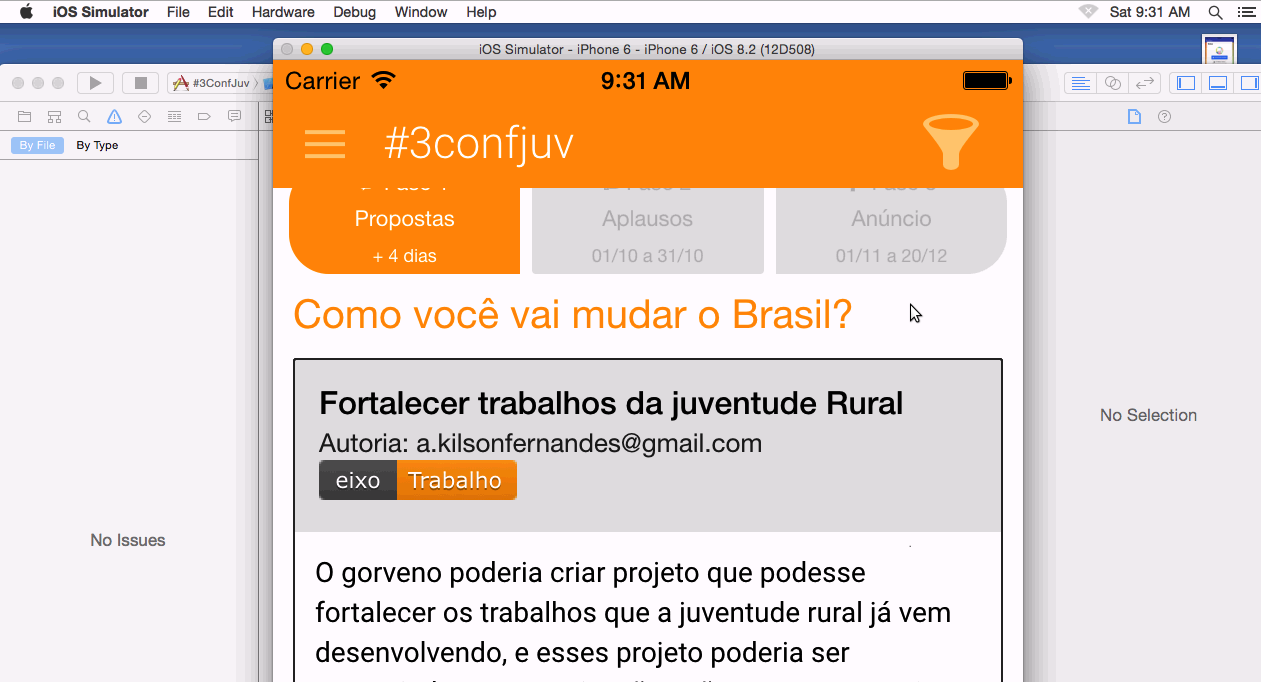 iOS Simulator File Edit Hardware Debug Window Help Sat 9:31 AM
iOS Simulator - iPhone 6 - iPhone 6 / iOS 8.2 (12D508)
#3ConfJuv
Carrier 9:31 AM
By File By Type
#3confjuv
Propostas
+ 4 dias
Aplausos
01/10 a 31/10
Anúncio
01/11 a 20/12
Como você vai mudar o Brasil?
Fortalecer trabalhos da juventude Rural
Autoria: a.kilsonfernandes@gmail.com
eixo Trabalho
No Selection
No Issues
O gorveno poderia criar projeto que podesse
fortalecer os trabalhos que a juventude rural já vem
desenvolvendo, e esses projeto poderia ser